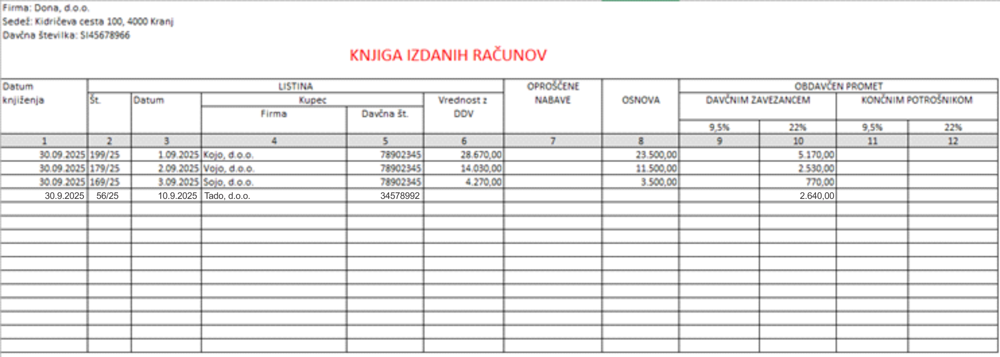 Firma: Dona, d.o.o.
Sedež: Kidričeva cesta 100, 4000 Kranj
Davčna številka: SI45678966
KNJIGA IZDANIH RAČUNOV
Datum knjiženja LISTINA OPROŠČENE NABAVE OSNOVA OBDAVČEN PROMET
Št. Datum Kupec Vrednost z DDV DAVČNIM ZAVEZANCEM KONČNIM POTROŠNIKOM
Firma Davčna št.
9,5% 22% 9,5% 22%
1 2 3 4 5 6 7 8 9 10 11 12
30.09.2025 199/25 1.09.2025 Kojo, d.o.o. 78902345 28.670,00 23.500,00 5.170,00
30.09.2025 179/25 2.09.2025 Vojo, d.o.o. 78902345 14.030,00 11.500,00 2.530,00
30.09.2025 169/25 3.09.2025 Sojo, d.o.o. 78902345 4.270,00 3.500,00 770,00
30.9.2025 56/25 10.9.2025 Tado, d.o.o. 34578992 2.640,00